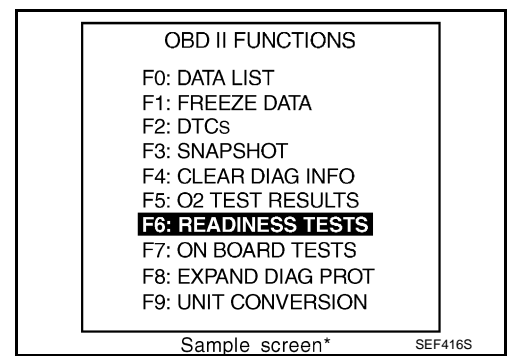 OBD II FUNCTIONS
F0: DATA LIST
F1: FREEZE DATA
F2: DTCs
F3: SNAPSHOT
F4: CLEAR DIAG INFO
F5: O2 TEST RESULTS
F6: READINESS TESTS
F7: ON BOARD TESTS
F8: EXPAND DIAG PROT
F9: UNIT CONVERSION
Sample screen* SEF416S